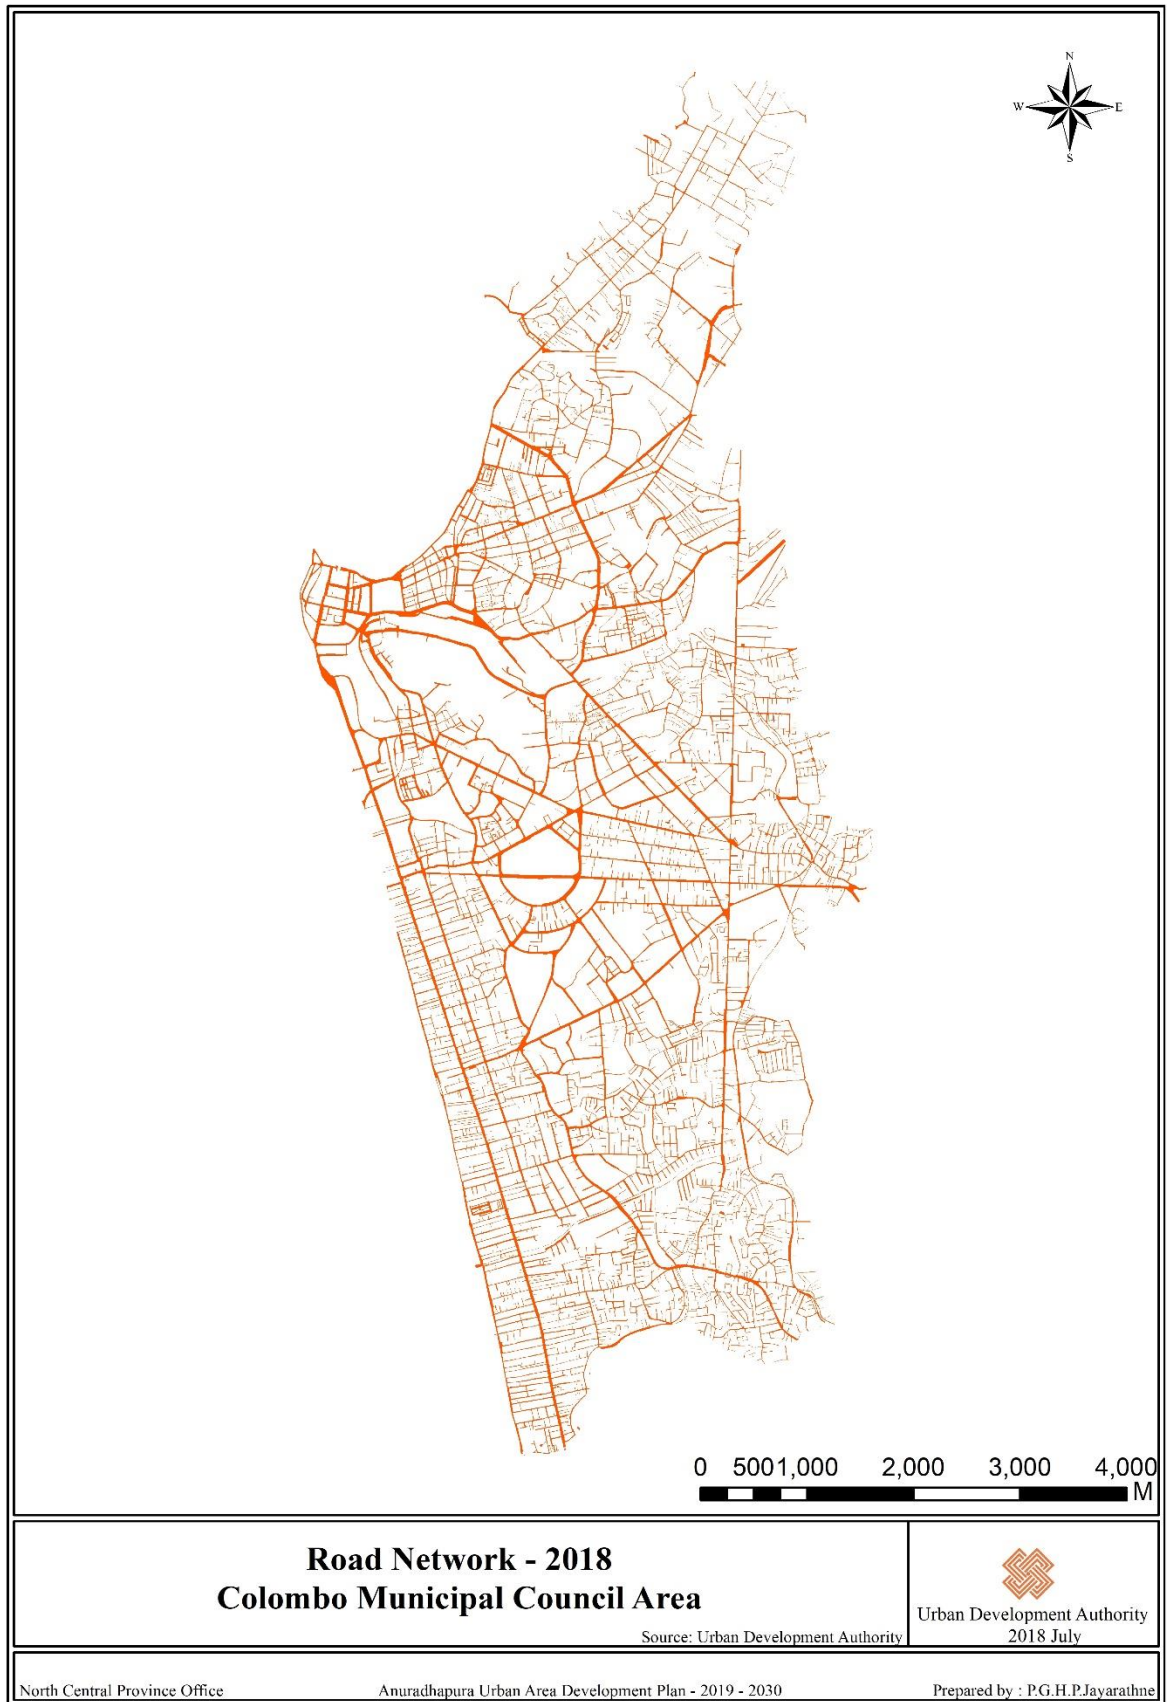 N
W E
S
0 5001,000 2,000 3,000 4,000
M
Road Network - 2018
Colombo Municipal Council Area
Source: Urban Development Authority
Urban Development Authority
2018 July
North Central Province Office Anuradhapura Urban Area Development Plan - 2019 - 2030 Prepared by : P.G.H.P.Jayarathne